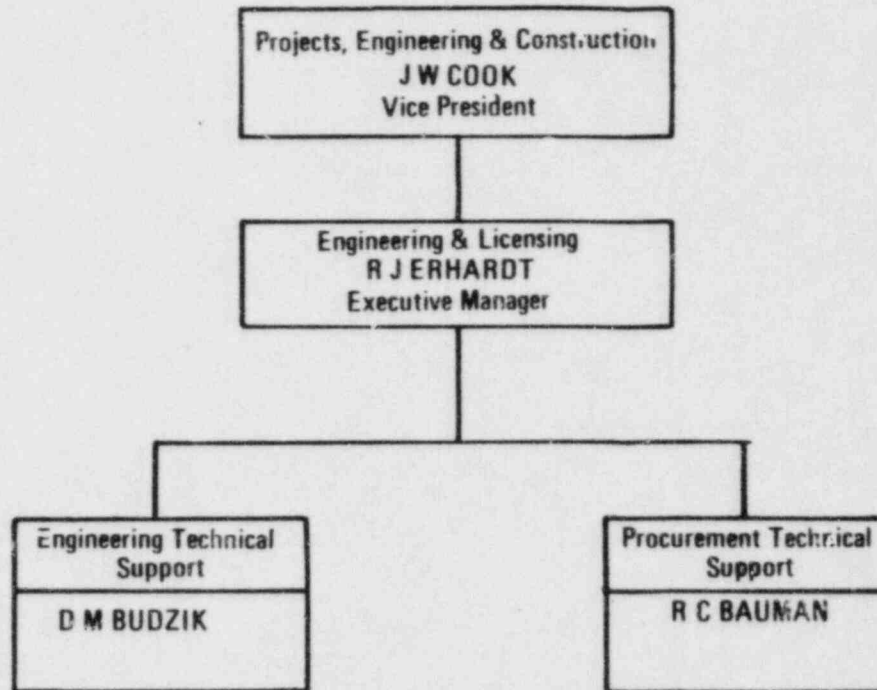 Projects, Engineering & Construction
J W COOK
Vice President
Engineering & Licensing
R J ERHARDT
Executive Manager
Engineering Technical
Support
D M BUDZIK
Procurement Technical
Support
R C BAUMAN